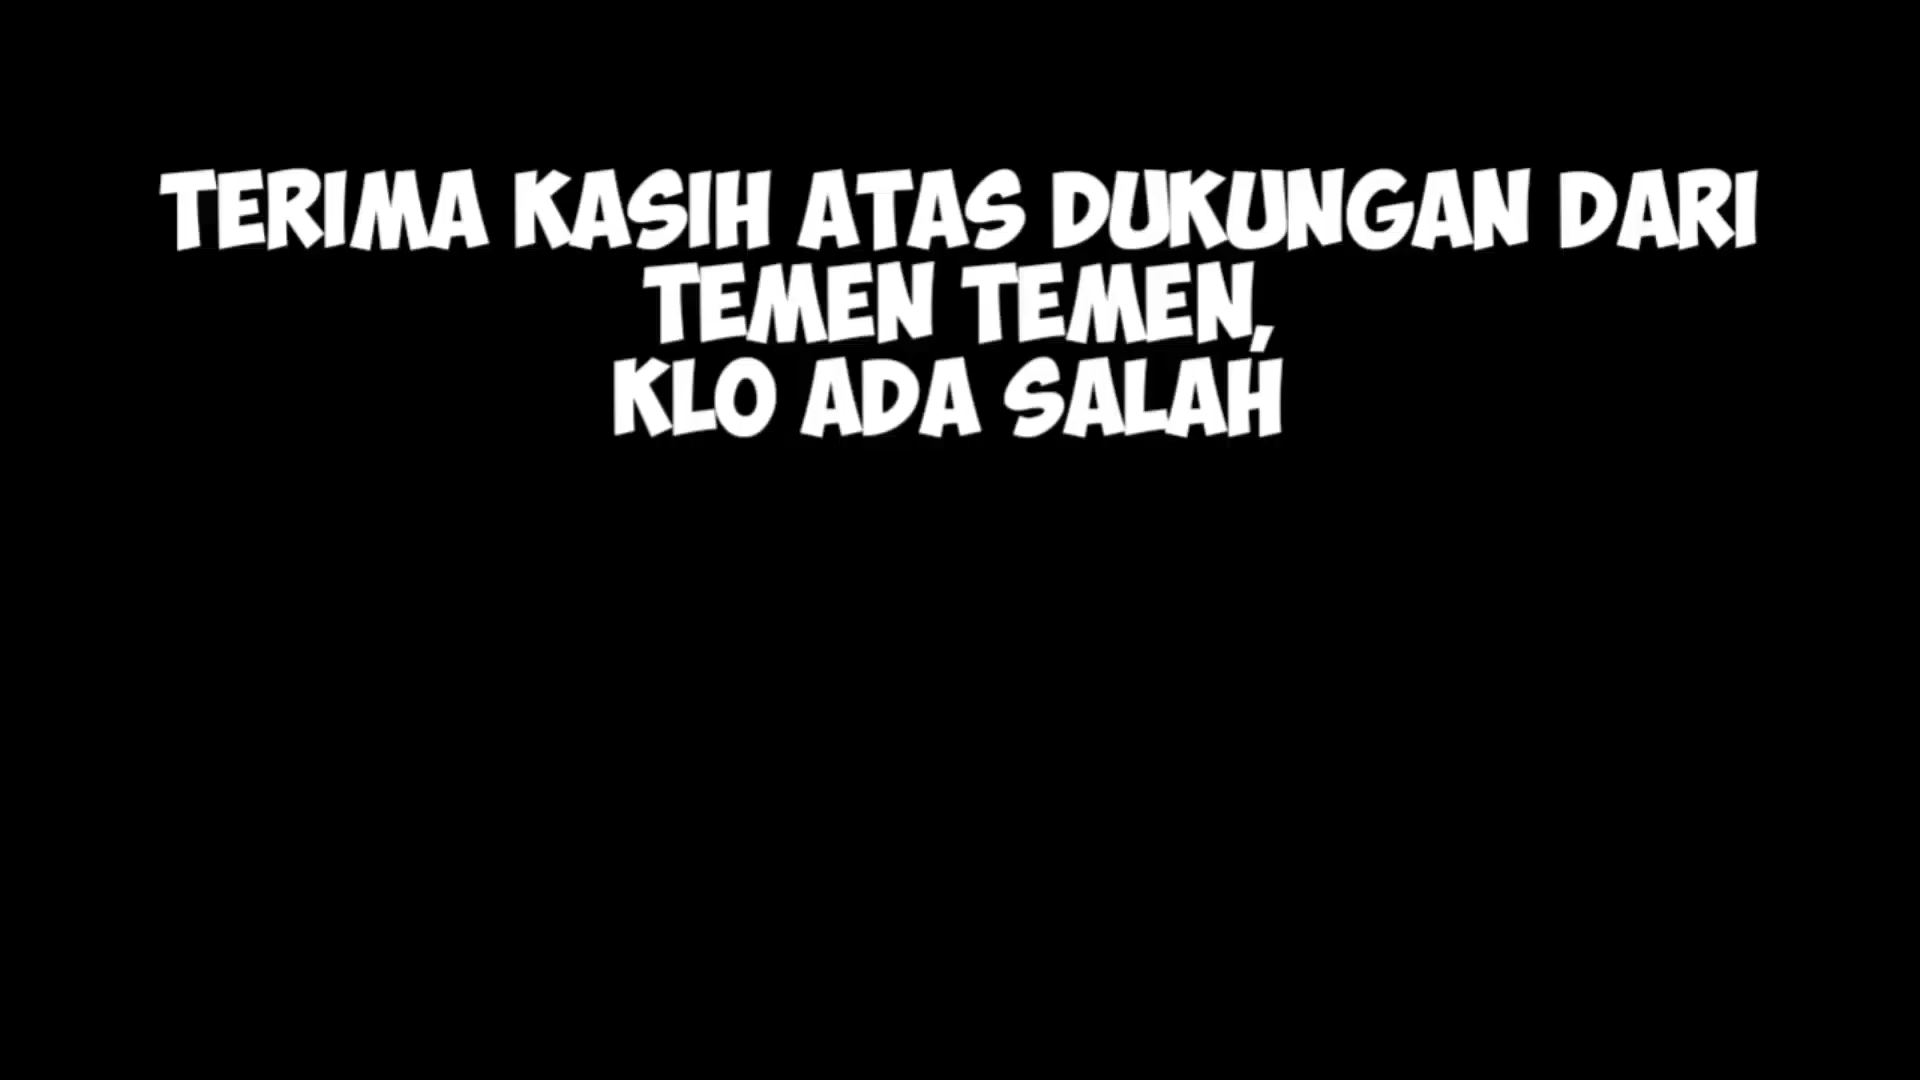 TERIMA KASIH ATAS DUKUNGAN DARI
TEMEN TEMEN,
KLO ADA SALAH